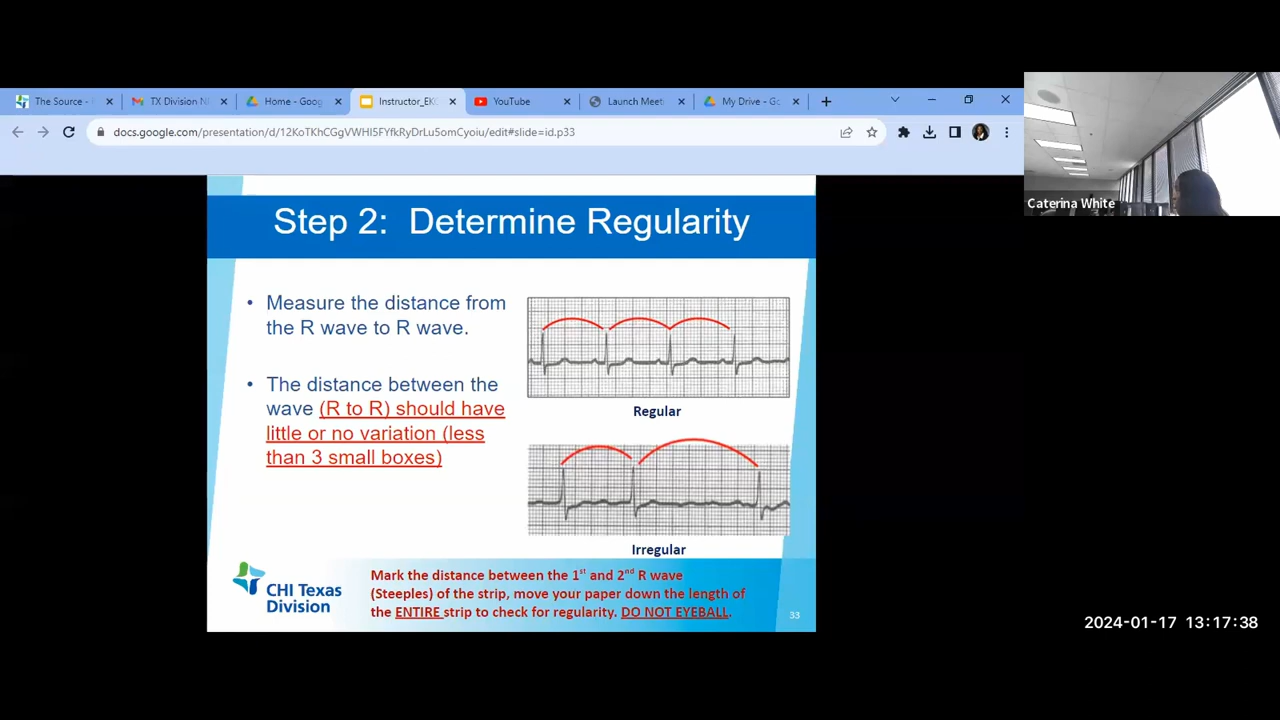 The Source -
TX Division N
Home - Goog
Instructor_EK
YouTube
Launch Meeti
My Drive - Go
docs.google.com/presentation/d/12KoTKhCGgVWHI5FYfkRyDrLu5omCyoiu/edit#slide=id.p33
Caterina White
Step 2: Determine Regularity
• Measure the distance from
the R wave to R wave.
• The distance between the
wave (R to R) should have
little or no variation (less
than 3 small boxes)
Regular
Irregular
CHI Texas
Division
Mark the distance between the 1st and 2nd R wave
(Steeples) of the strip, move your paper down the length of
the ENTIRE strip to check for regularity. DO NOT EYEBALL.
33
2024-01-17 13:17:38